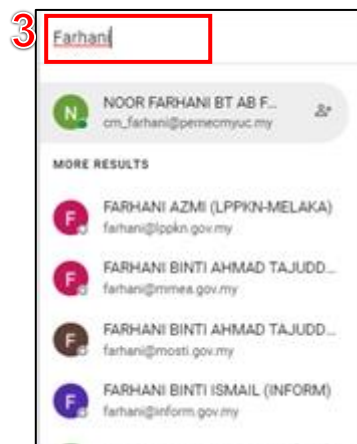 3
Farhani
N
NOOR FARHANI BT AB F...
cm_farhani@pernecmyuc.my
MORE RESULTS
F
FARHANI AZMI (LPPKN-MELAKA)
farhani@lppkn.gov.my
F
FARHANI BINTI AHMAD TAJUDD...
farhani@mmea.gov.my
F
FARHANI BINTI AHMAD TAJUDD...
farhani@mosti.gov.my
F
FARHANI BINTI ISMAIL (INFORM)
farhani@inform.gov.my